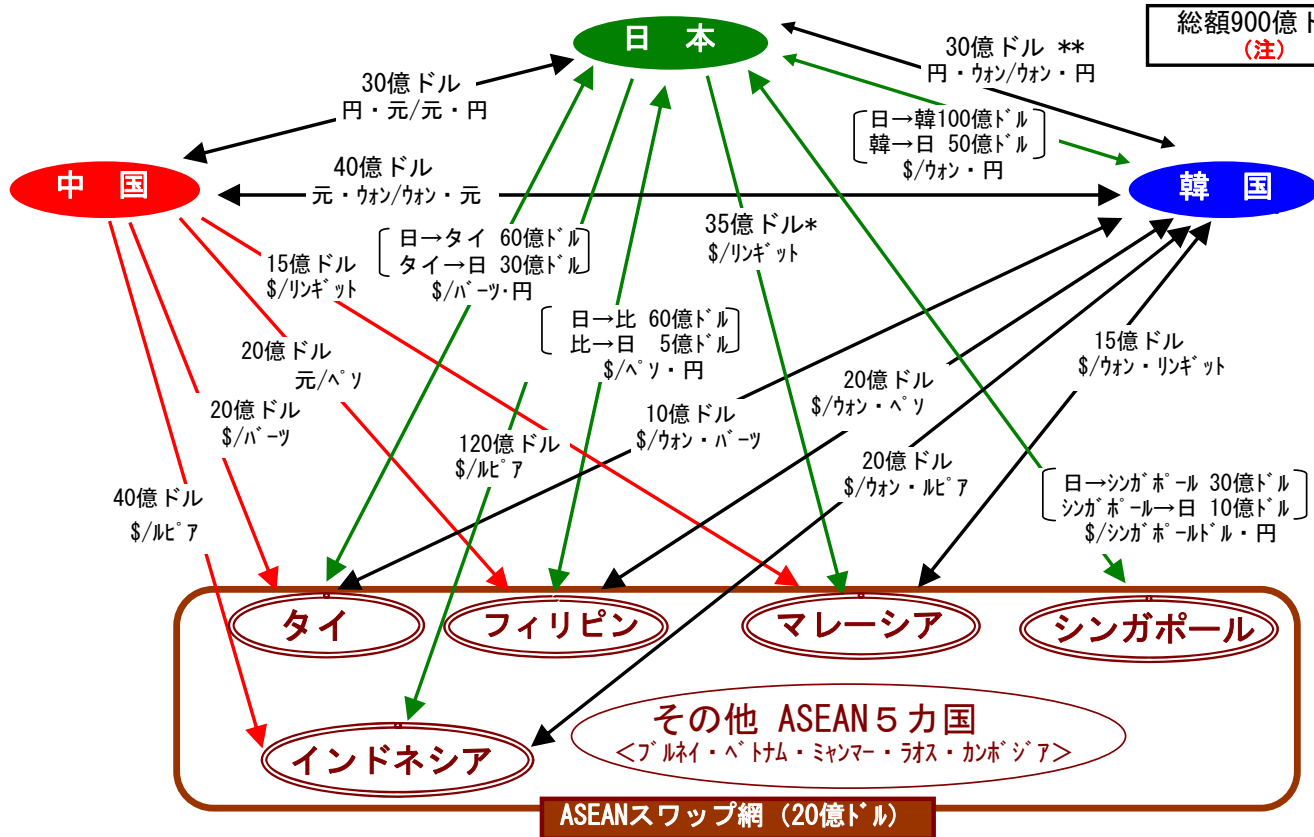 日 本
総額900億ド
(注)
30億ドル **
円・ウォン/ウォン・円
30億ドル
円・元/元・円
日→韓100億ドル
韓→日 50億ドル
$/ウォン・円
中 国
40億ドル
元・ウォン/ウォン・元
韓 国
日→タイ 60億ドル
タイ→日 30億ドル
$/バーツ・円
35億ドル*
$/リンギット
15億ドル
$/リンギット
日→比 60億ドル
比→日 5億ドル
$/ペソ・円
15億ドル
$/ウォン・リンギット
20億ドル
元/ペソ
20億ドル
$/ウォン・ペソ
20億ドル
$/バーツ
10億ドル
$/ウォン・バーツ
120億ドル
$/ルピア
20億ドル
$/ウォン・ルピア
40億ドル
$/ルピア
日→シンガポール 30億ドル
シンガポール→日 10億ドル
$/シンガポールドル・円
タイ
フィリピン
マレーシア
シンガポール
インドネシア
その他 ASEAN5カ国
<ブルネイ・ベトナム・ミャンマー・ラオス・カンボジア>
ASEANスワップ網 (20億ドル)